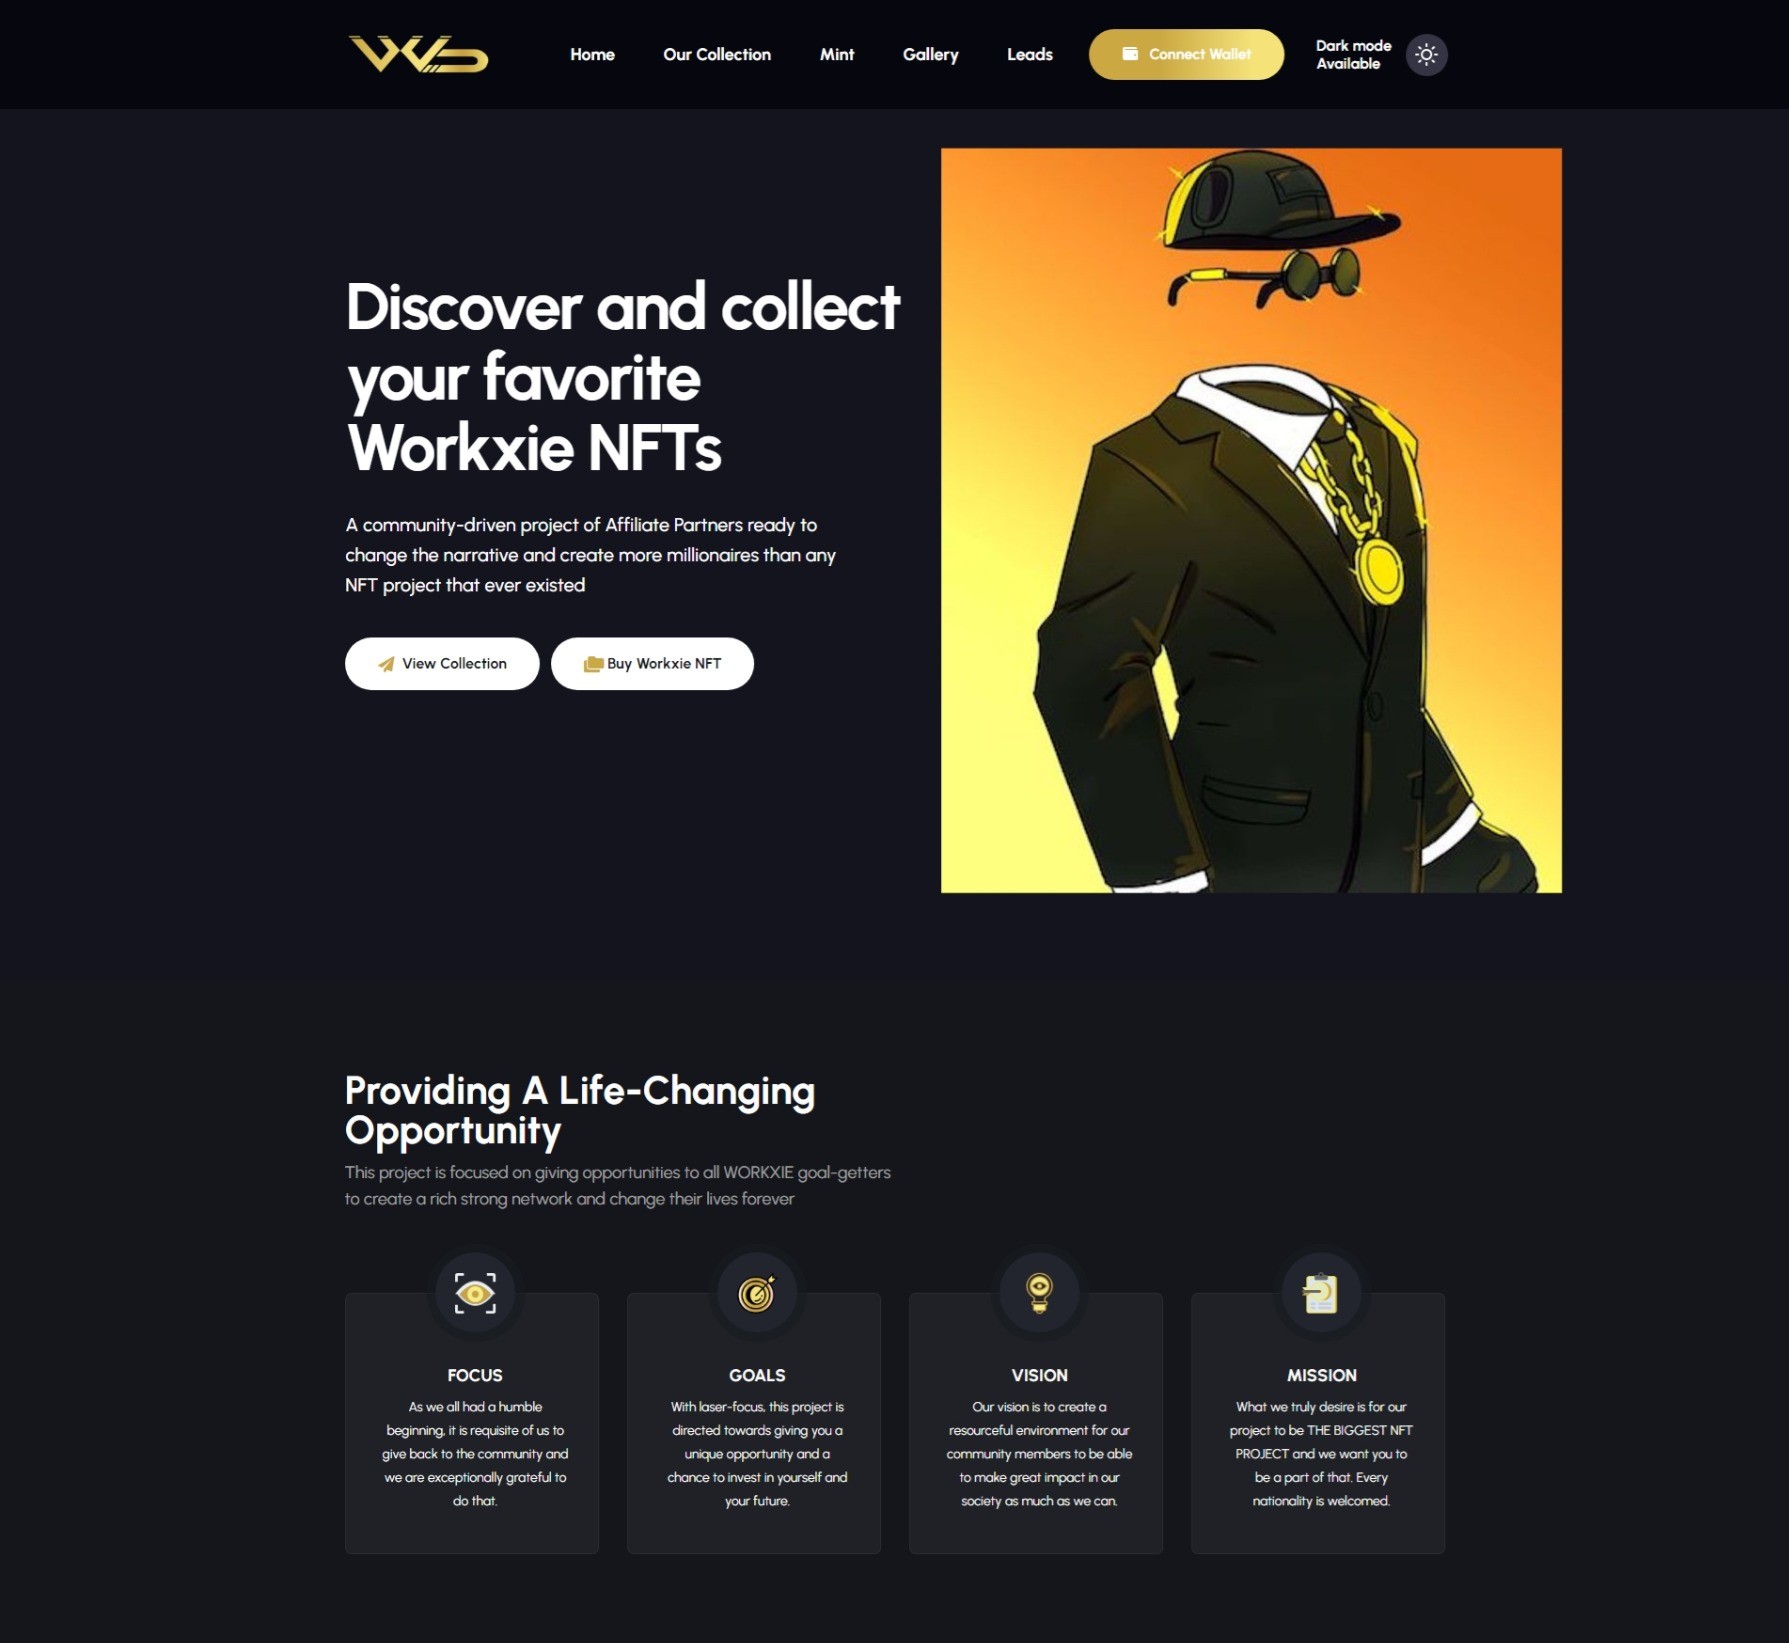 Home
Our Collection
Mint
Gallery
Leads
Connect Wallet
Dark mode
Available
Discover and collect
your favorite
Workxie NFTs
A community-driven project of Affiliate Partners ready to
change the narrative and create more millionaires than any
NFT project that ever existed
View Collection
Buy Workxie NFT
Providing A Life-Changing
Opportunity
This project is focused on giving opportunities to all WORKXIE goal-getters
to create a rich strong network and change their lives forever
FOCUS
As we all had a humble
beginning, it is requisite of us to
give back to the community and
we are exceptionally grateful to
do that.
GOALS
With laser-focus, this project is
directed towards giving you a
unique opportunity and a
chance to invest in yourself and
your future.
VISION
Our vision is to create a
resourceful environment for our
community members to be able
to make great impact in our
society as much as we can.
MISSION
What we truly desire is for our
project to be THE BIGGEST NFT
PROJECT and we want you to
be a part of that. Every
nationality is welcomed.